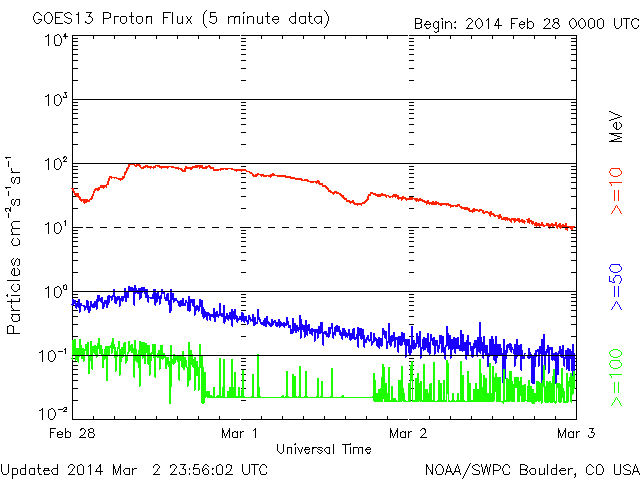 GOES13 Proton Flux (5 minute data)
Begin: 2014 Feb 28 0000 UTC
10⁴
10³
10²
10¹
10⁰
10⁻¹
10⁻²
Particles cm⁻²s⁻¹sr⁻¹
MeV
>=10
>=50
>=100
Feb 28
Mar 1
Mar 2
Mar 3
Universal Time
Updated 2014 Mar 2 23:56:02 UTC
NOAA/SWPC Boulder, CO USA